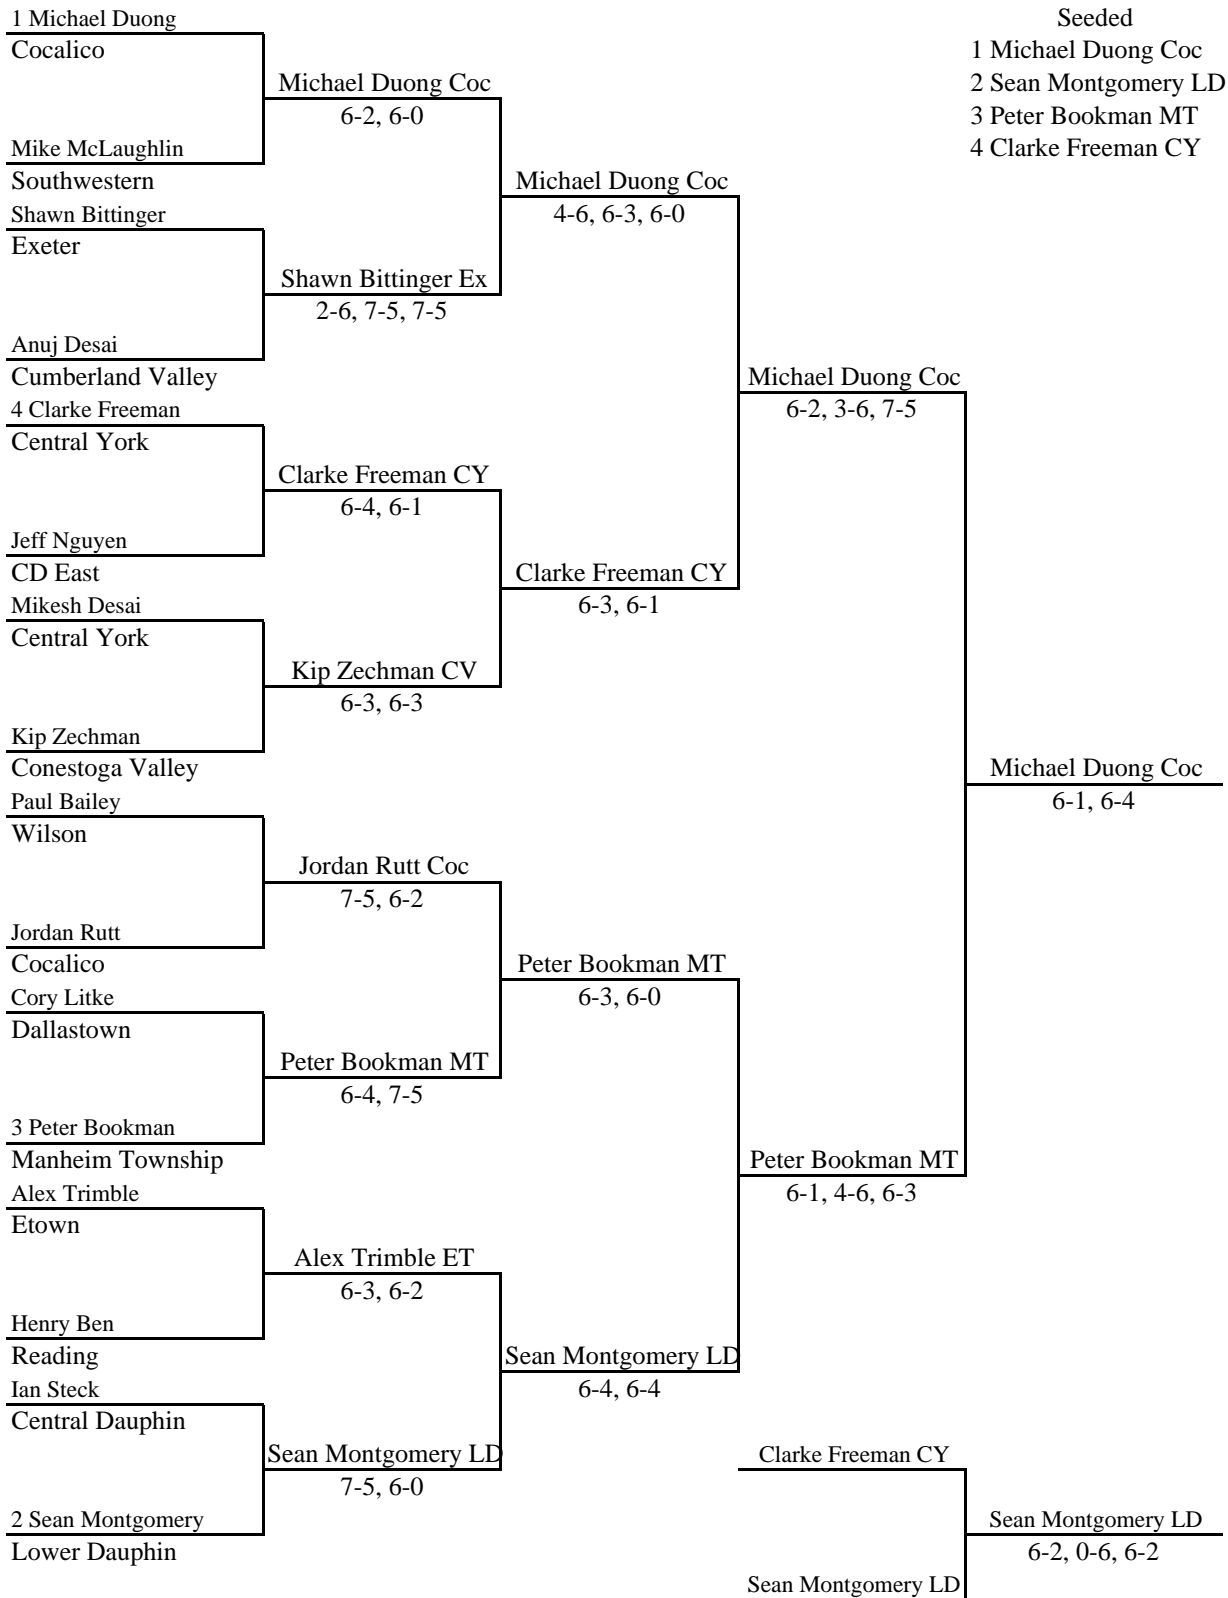 1 Michael Duong
Cocalico
Mike McLaughlin
Southwestern
Shawn Bittinger
Exeter
Anuj Desai
Cumberland Valley
4 Clarke Freeman
Central York
Jeff Nguyen
CD East
Mikesh Desai
Central York
Kip Zechman
Conestoga Valley
Paul Bailey
Wilson
Jordan Rutt
Cocalico
Cory Litke
Dallastown
3 Peter Bookman
Manheim Township
Alex Trimble
Etown
Henry Ben
Reading
Ian Steck
Central Dauphin
2 Sean Montgomery
Lower Dauphin
Michael Duong Coc
6-2, 6-0
Shawn Bittinger Ex
2-6, 7-5, 7-5
Clarke Freeman CY
6-4, 6-1
Kip Zechman CV
6-3, 6-3
Jordan Rutt Coc
7-5, 6-2
Peter Bookman MT
6-4, 7-5
Alex Trimble ET
6-3, 6-2
Sean Montgomery LD
7-5, 6-0
Michael Duong Coc
4-6, 6-3, 6-0
Clarke Freeman CY
6-3, 6-1
Peter Bookman MT
6-3, 6-0
Sean Montgomery LD
6-4, 6-4
Michael Duong Coc
6-2, 3-6, 7-5
Peter Bookman MT
6-1, 4-6, 6-3
Clarke Freeman CY
Sean Montgomery LD
Seeded
1 Michael Duong Coc
2 Sean Montgomery LD
3 Peter Bookman MT
4 Clarke Freeman CY
Michael Duong Coc
6-1, 6-4
Sean Montgomery LD
6-2, 0-6, 6-2